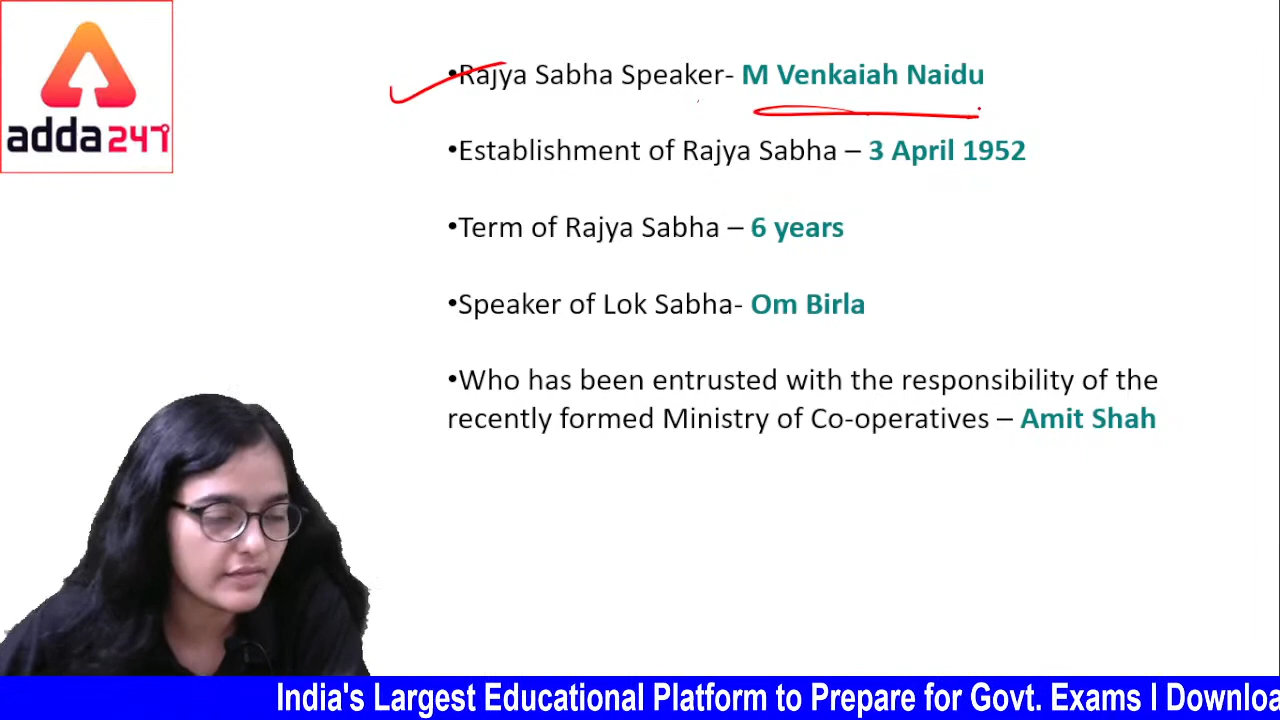 adda247
•Rajya Sabha Speaker- M Venkaiah Naidu
•Establishment of Rajya Sabha – 3 April 1952
•Term of Rajya Sabha – 6 years
•Speaker of Lok Sabha- Om Birla
•Who has been entrusted with the responsibility of the
recently formed Ministry of Co-operatives – Amit Shah
India's Largest Educational Platform to Prepare for Govt. Exams I Downloa